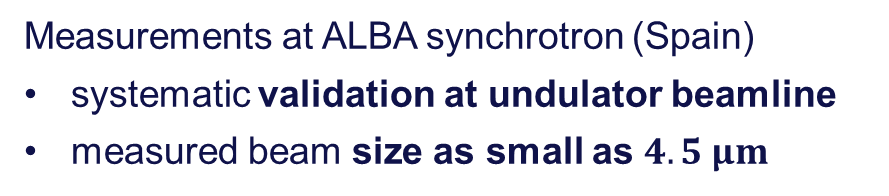 Measurements at ALBA synchrotron (Spain)
• systematic validation at undulator beamline
• measured beam size as small as 4.5 μm